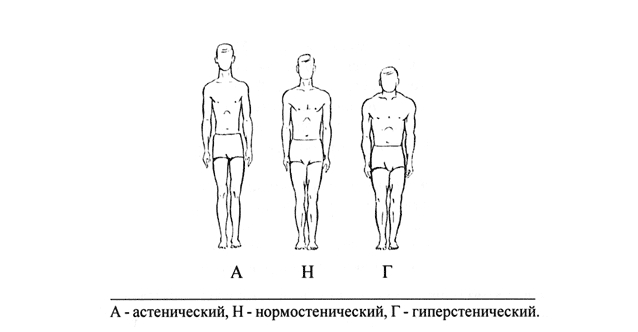 А Н Г
А - астенический, Н - нормостенический, Г - гиперстенический.